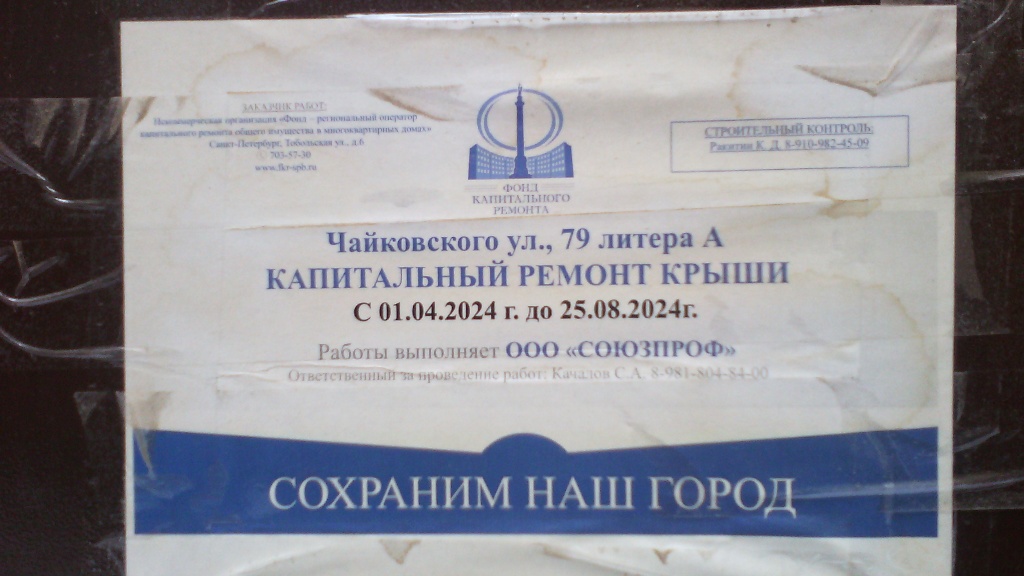 ЗАКАЗЧИК РАБОТ:
Некоммерческая организация «Фонд – региональный оператор
капитального ремонта общего имущества в многоквартирных домах»
Санкт-Петербург, Тобольская ул., д.6
703-57-30
www.fkr-spb.ru
ФОНД
КАПИТАЛЬНОГО
РЕМОНТА
СТРОИТЕЛЬНЫЙ КОНТРОЛЬ:
Ракитин К. Д. 8-910-982-45-09
Чайковского ул., 79 литера А
КАПИТАЛЬНЫЙ РЕМОНТ КРЫШИ
С 01.04.2024 г. до 25.08.2024г.
Работы выполняет ООО «СОЮЗПРОФ»
Ответственный за проведение работ: Качалов С.А. 8-981-804-84-00
СОХРАНИМ НАШ ГОРОД